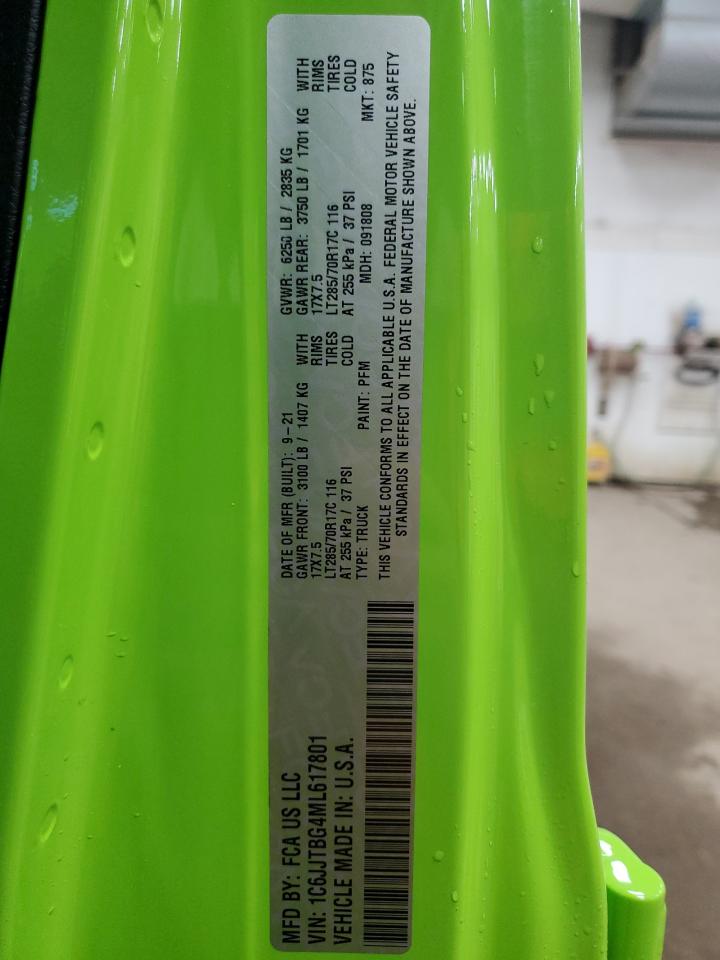 MFD BY: FCA US LLC
VIN: 1C6JJTBG4ML617801
VEHICLE MADE IN: U.S.A.
DATE OF MFR (BUILT): 9-21 GVWR: 6250 LB / 2835 KG
GAWR FRONT: 3100 LB / 1407 KG WITH GAWR REAR: 3750 LB / 1701 KG WITH
17X7.5 RIMS 17X7.5 RIMS
LT285/70R17C 116 TIRES LT285/70R17C 116 TIRES
AT 255 kPa / 37 PSI COLD AT 255 kPa / 37 PSI COLD
TYPE: TRUCK PAINT: PFM MDH: 091808 MKT: 875
THIS VEHICLE CONFORMS TO ALL APPLICABLE U.S.A. FEDERAL MOTOR VEHICLE SAFETY
STANDARDS IN EFFECT ON THE DATE OF MANUFACTURE SHOWN ABOVE.